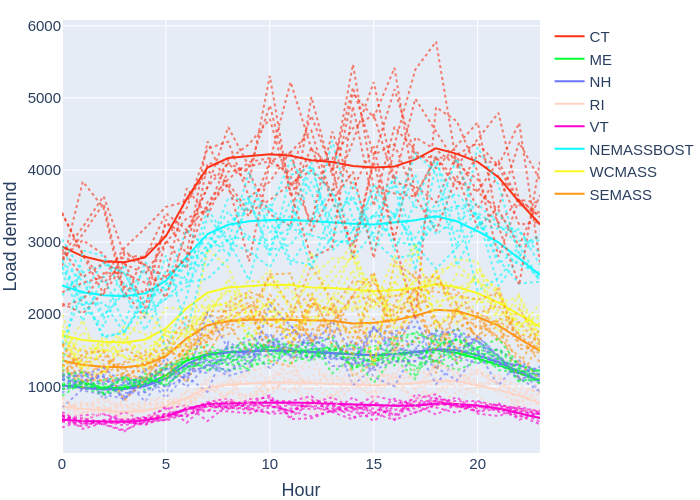 6000
5000
4000
3000
2000
1000
0
5
10
15
20
Load demand
Hour
CT
ME
NH
RI
VT
NEMASSBOST
WCMASS
SEMASS